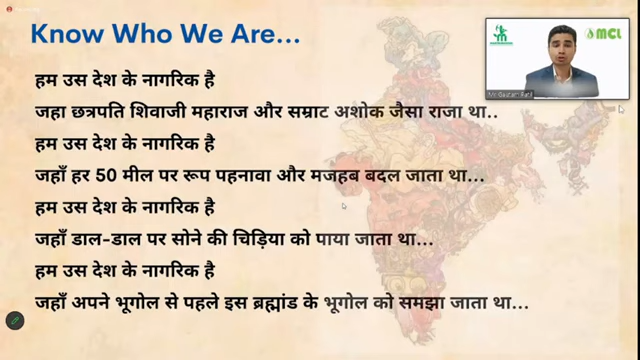 Know Who We Are...
हम उस देश के नागरिक है
जहा छत्रपति शिवाजी महाराज और सम्राट अशोक जैसा राजा था..
हम उस देश के नागरिक है
जहाँ हर 50 मील पर रूप पहनावा और मजहब बदल जाता था...
हम उस देश के नागरिक है
जहाँ डाल-डाल पर सोने की चिड़िया को पाया जाता था...
हम उस देश के नागरिक है
जहाँ अपने भूगोल से पहले इस ब्रह्मांड के भूगोल को समझा जाता था...
MCL